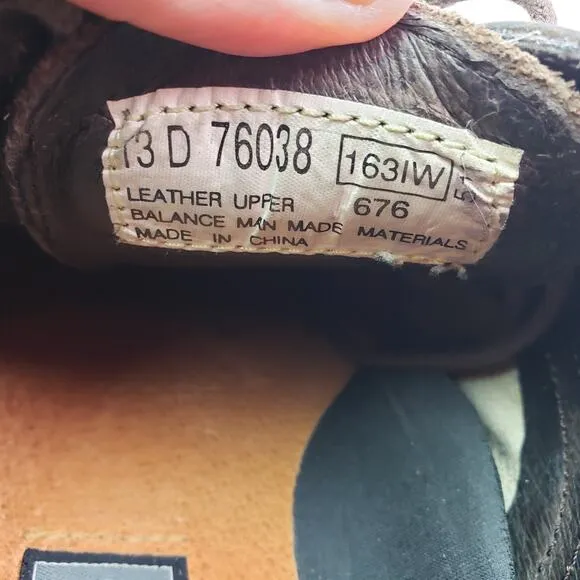 13 D 76038 163IW
LEATHER UPPER 676
BALANCE MAN MADE MATERIALS
MADE IN CHINA